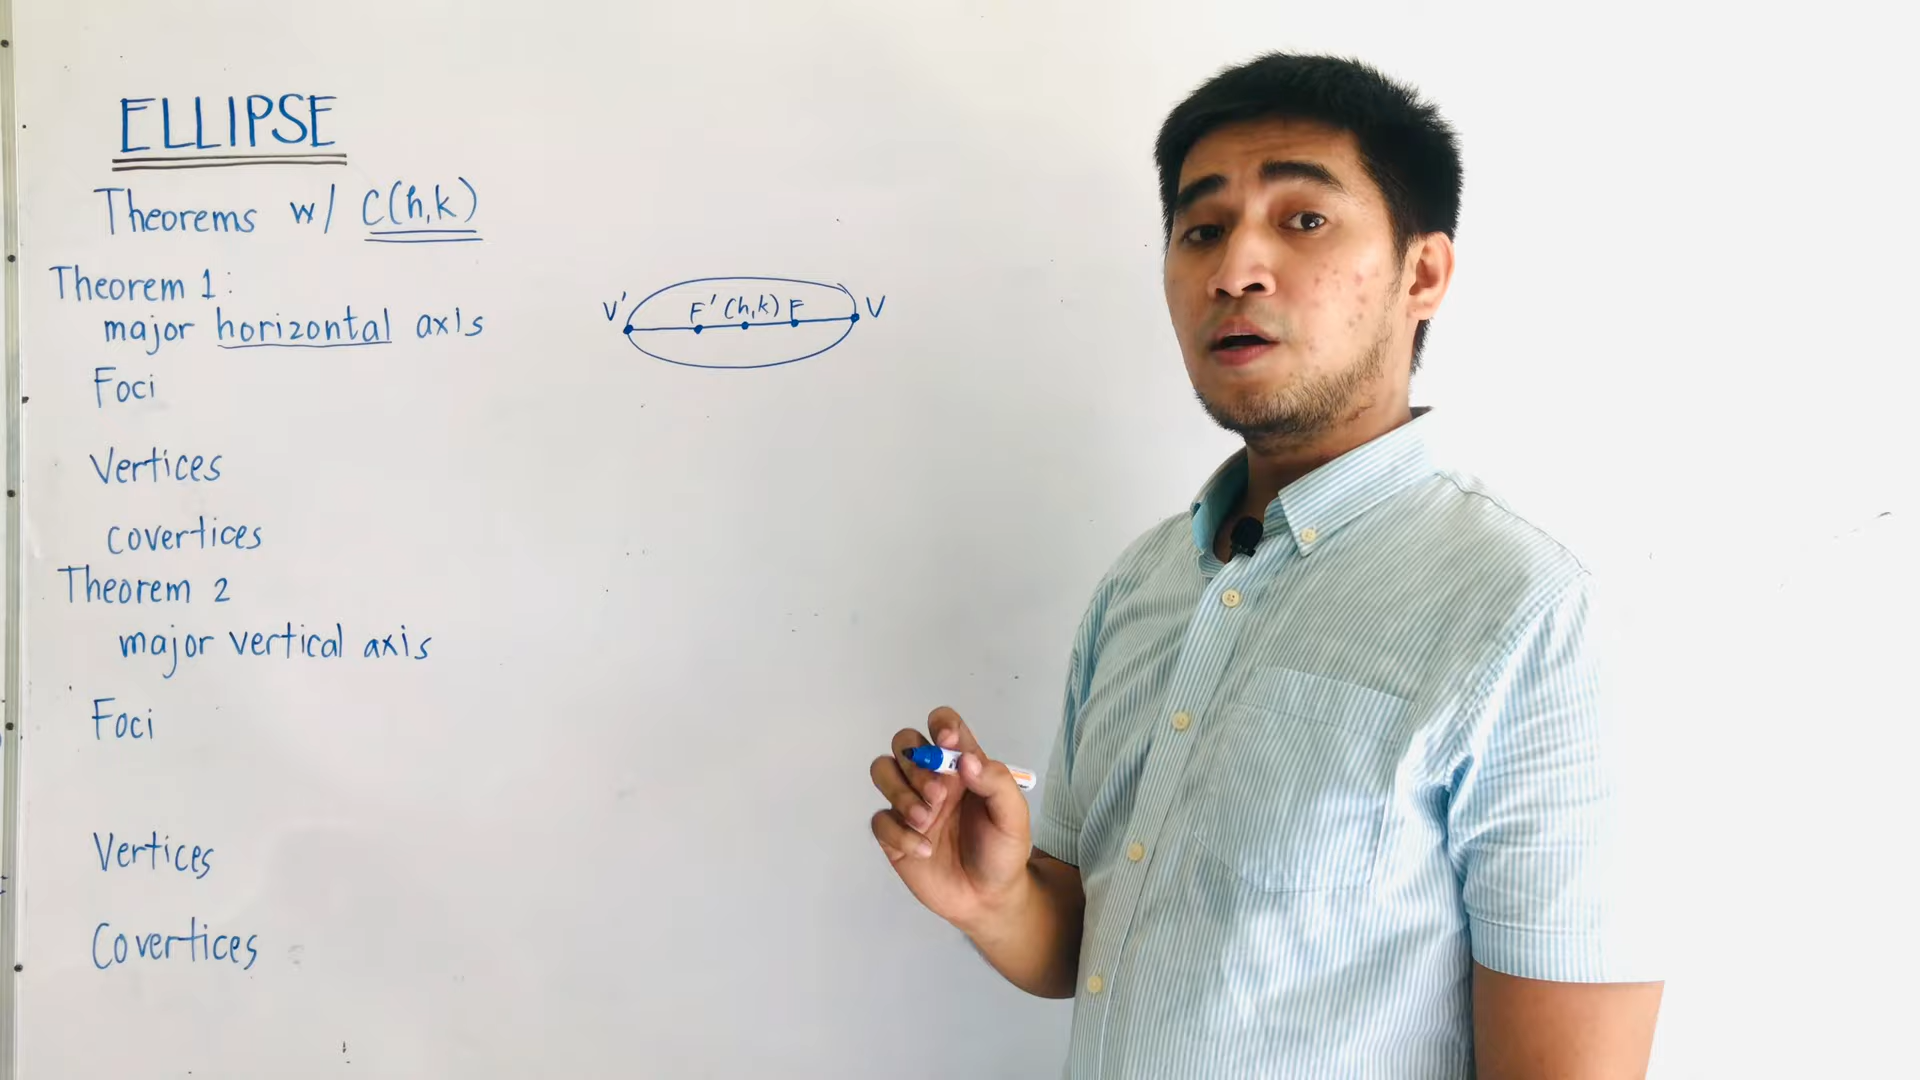 ELLIPSE
Theorems w/ C(h,k)
Theorem 1:
major horizontal axis
V' F' (h,k) F V
Foci
Vertices
covertices
Theorem 2
major vertical axis
Foci
Vertices
Covertices